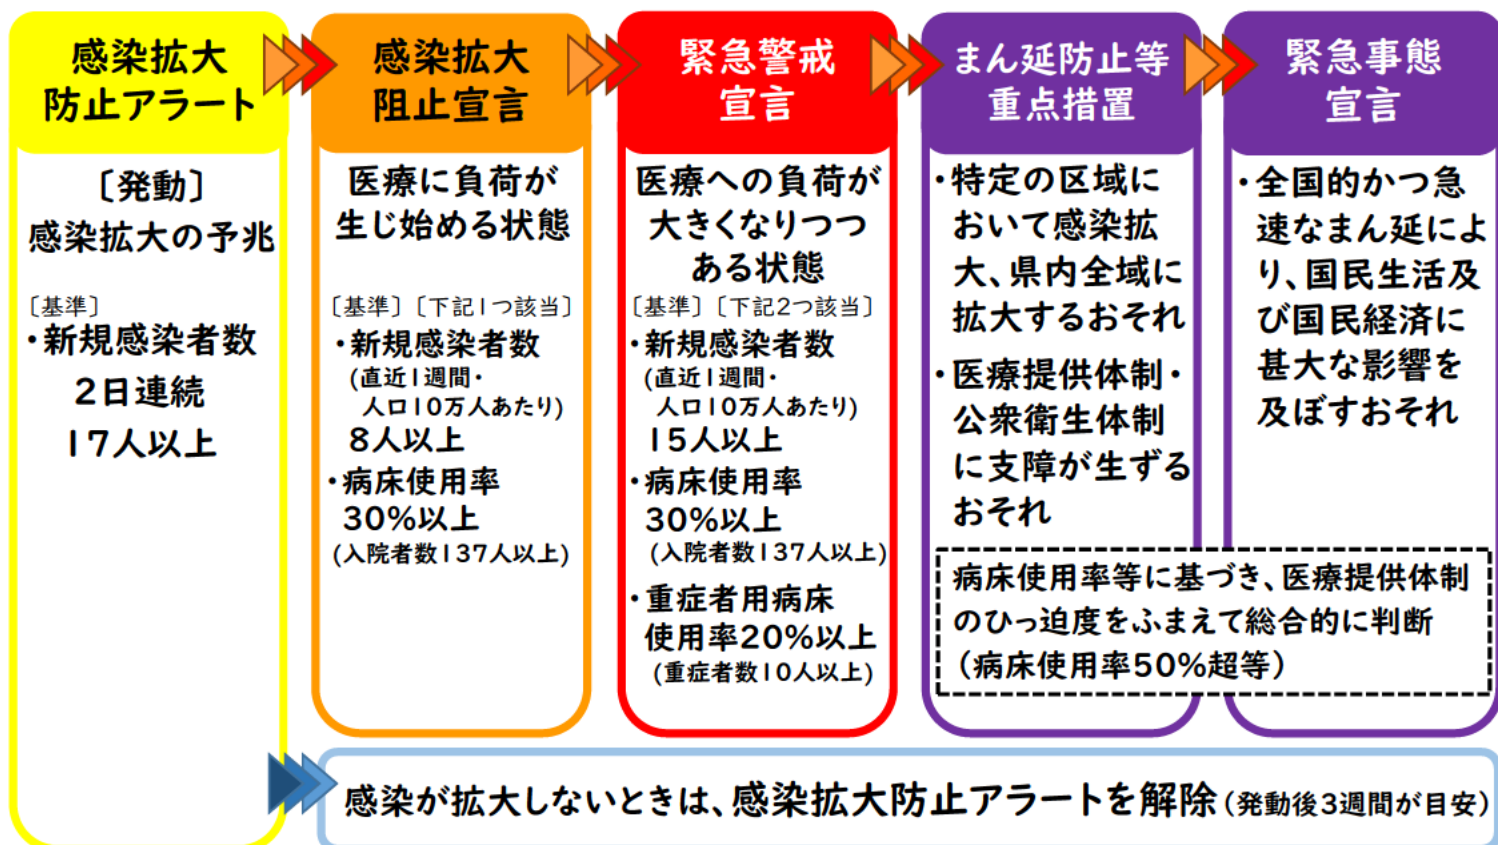 感染拡大
防止アラート
〔発動〕
感染拡大の予兆
〔基準〕
・新規感染者数
2日連続
17人以上
感染拡大
阻止宣言
医療に負荷が
生じ始める状態
〔基準〕〔下記1つ該当〕
・新規感染者数
(直近1週間・
人口10万人あたり)
8人以上
・病床使用率
30%以上
(入院者数137人以上)
緊急警戒
宣言
医療への負荷が
大きくなりつつ
ある状態
〔基準〕〔下記2つ該当〕
・新規感染者数
(直近1週間・
人口10万人あたり)
15人以上
・病床使用率
30%以上
(入院者数137人以上)
・重症者用病床
使用率20%以上
(重症者数10人以上)
まん延防止等
重点措置
・特定の区域に
おいて感染拡
大、県内全域に
拡大するおそれ
・医療提供体制・
公衆衛生体制
に支障が生ずる
おそれ
緊急事態
宣言
・全国的かつ急
速なまん延によ
り、国民生活及
び国民経済に
甚大な影響を
及ぼすおそれ
病床使用率等に基づき、医療提供体制
のひっ迫度をふまえて総合的に判断
（病床使用率50%超等）
感染が拡大しないときは、感染拡大防止アラートを解除（発動後3週間が目安）